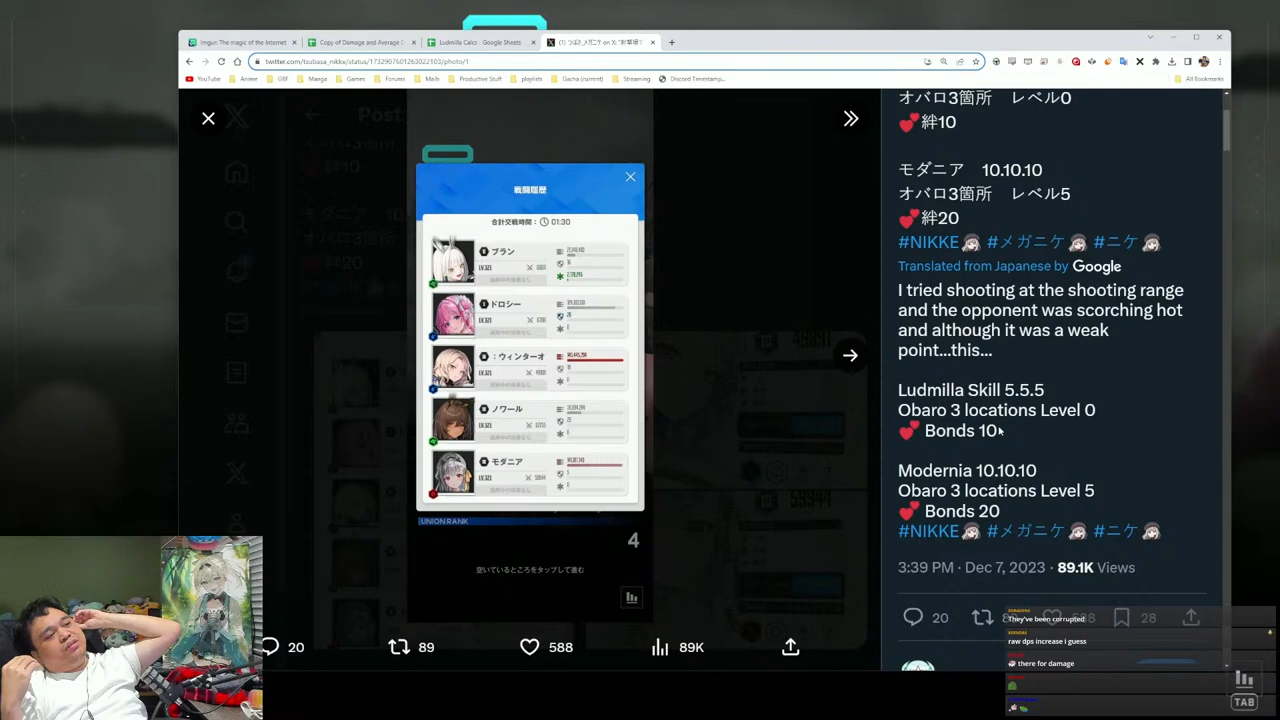 Imgur: The magic of the Internet
Copy of Damage and Average D
Ludmilla Calcs - Google Sheets
twitter.com/tsubasa_nikke/status/1732907601263022103/photo/1
YouTube
Anime
GBF
Manga
Games
Forums
Mails
Productive Stuff
playlists
Gacha (current)
Streaming
Discord Timestamp...
All Bookmarks
Post
戦闘履歴
合計交戦時間： 01:30
ブラン
LV.321
ドロシー
LV.321
：ウィンターオ
LV.321
ノワール
LV.321
モダニア
LV.321
UNION RANK
4
空いているところをタップして進む
20
89
588
89K
オバロ3箇所　レベル0
💕絆10
モダニア　10.10.10
オバロ3箇所　レベル5
💕絆20
#NIKKE #メガニケ #ニケ
Translated from Japanese by Google
I tried shooting at the shooting range
and the opponent was scorching hot
and although it was a weak
point...this...
Ludmilla Skill 5.5.5
Obaro 3 locations Level 0
💕 Bonds 10
Modernia 10.10.10
Obaro 3 locations Level 5
💕 Bonds 20
#NIKKE #メガニケ #ニケ
3:39 PM · Dec 7, 2023 · 89.1K Views
20
28
They've been corrupted
raw dps increase i guess
there for damage
TAB